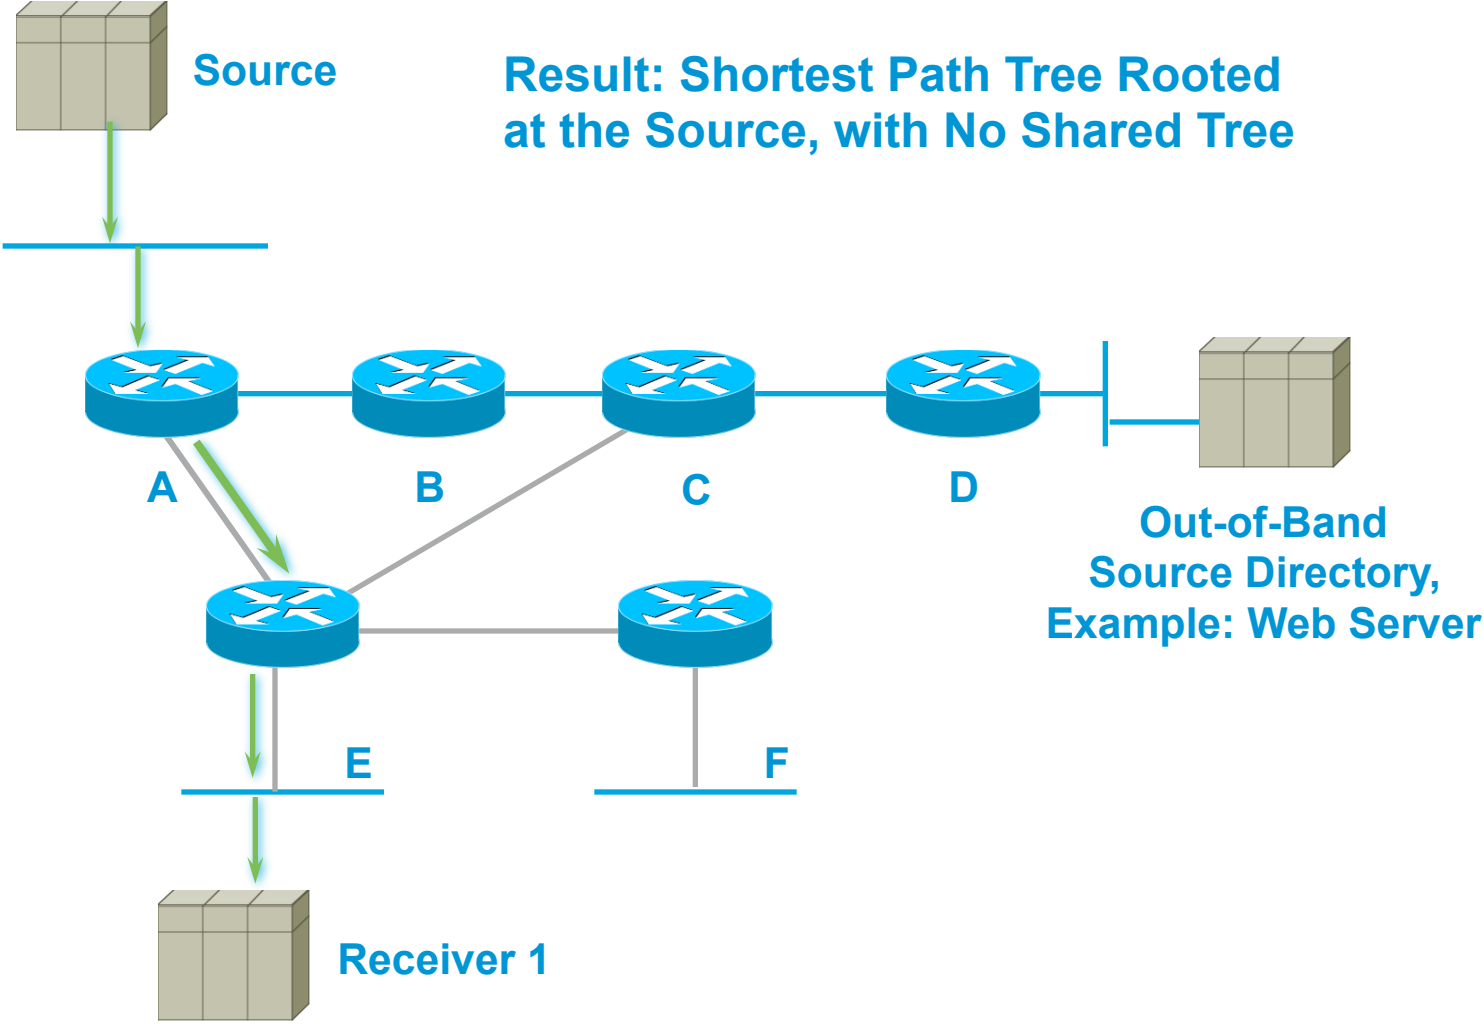 Source
Result: Shortest Path Tree Rooted
at the Source, with No Shared Tree
A
B
C
D
Out-of-Band
Source Directory,
Example: Web Server
E
F
Receiver 1